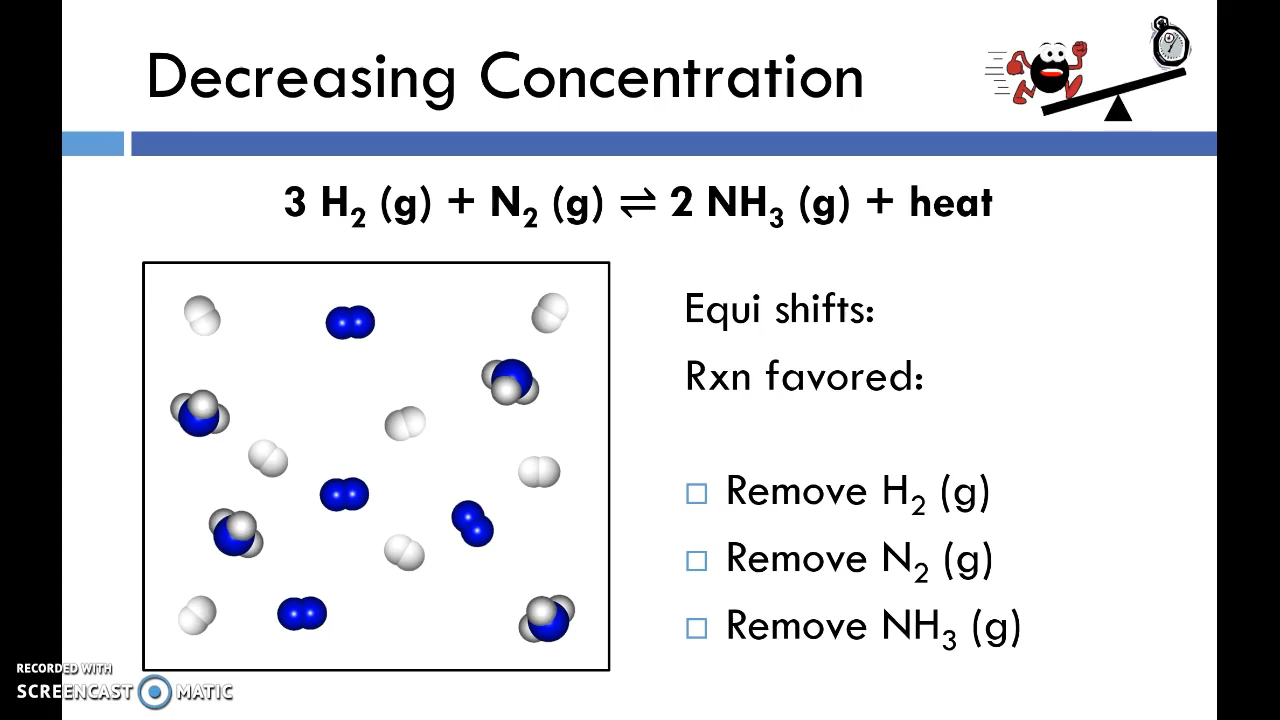 Decreasing Concentration
3 H₂ (g) + N₂ (g) ⇌ 2 NH₃ (g) + heat
Equi shifts:
Rxn favored:
Remove H₂ (g)
Remove N₂ (g)
Remove NH₃ (g)
RECORDED WITH
SCREENCAST MATIC